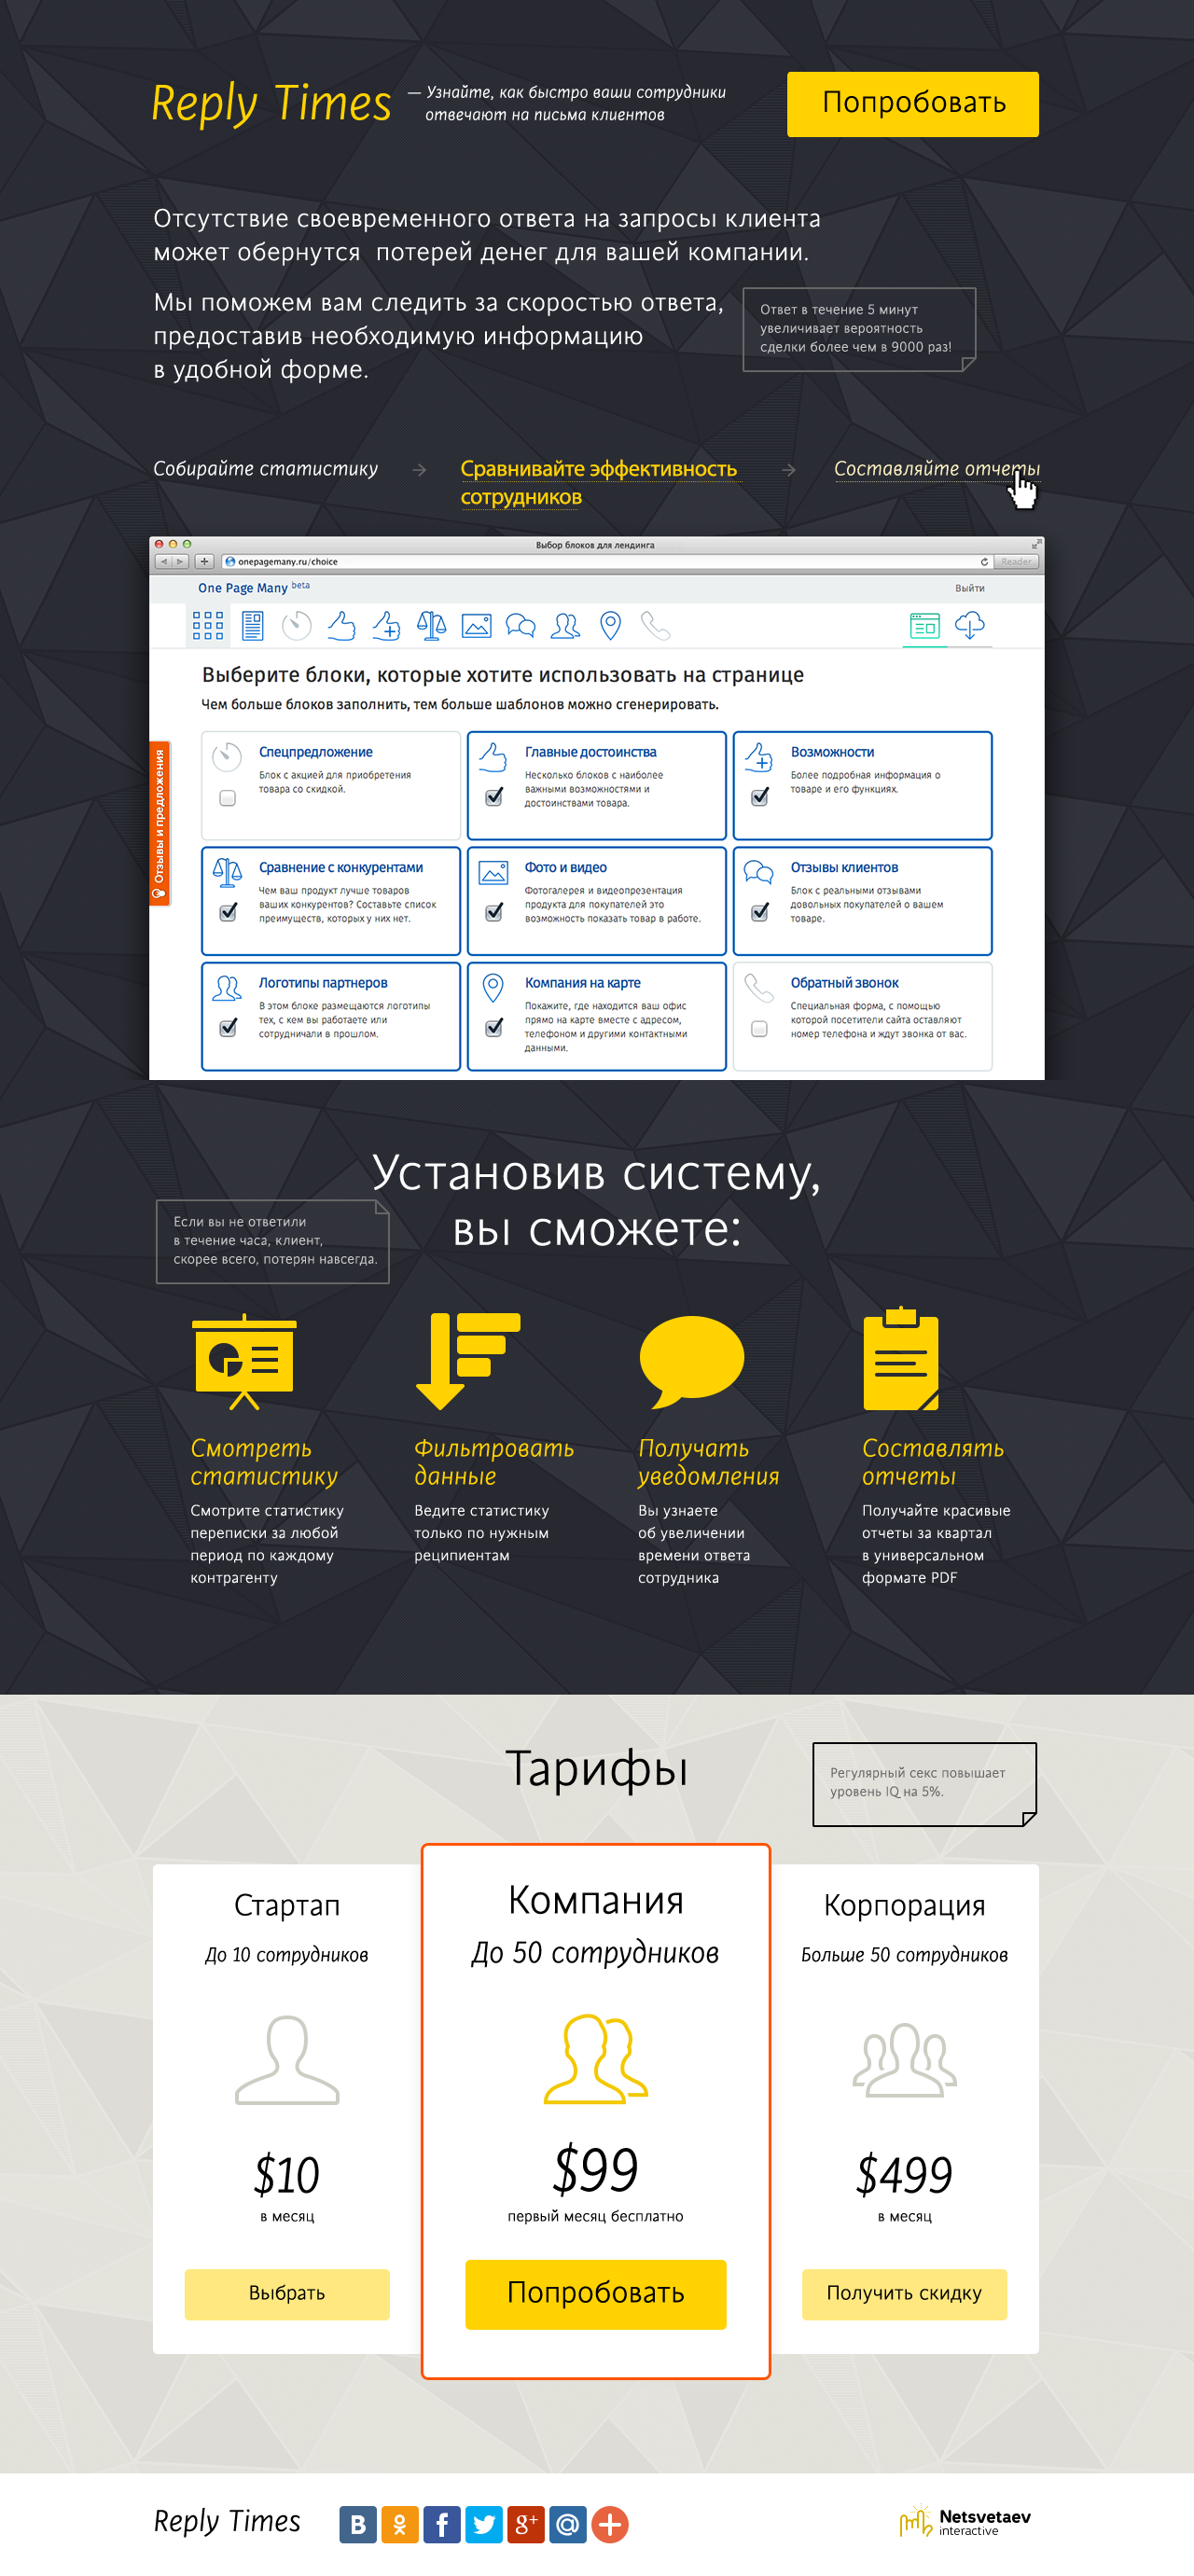 Reply Times
— Узнайте, как быстро ваши сотрудники
отвечают на письма клиентов
Попробовать
Отсутствие своевременного ответа на запросы клиента
может обернутся потерей денег для вашей компании.
Мы поможем вам следить за скоростью ответа,
предоставив необходимую информацию
в удобной форме.
Ответ в течение 5 минут
увеличивает вероятность
сделки более чем в 9000 раз!
Собирайте статистику
Сравнивайте эффективность
сотрудников
Составляйте отчеты
Выбор блоков для лендинга
onepagemany.ru/choice
Reader
One Page Many beta
Выйти
Выберите блоки, которые хотите использовать на странице
Чем больше блоков заполнить, тем больше шаблонов можно сгенерировать.
Отзывы и предложения
Спецпредложение
Блок с акцией для приобретения
товара со скидкой.
Главные достоинства
Несколько блоков с наиболее
важными возможностями и
достоинствами товара.
Возможности
Более подробная информация о
товаре и его функциях.
Сравнение с конкурентами
Чем ваш продукт лучше товаров
ваших конкурентов? Составьте список
преимуществ, которых у них нет.
Фото и видео
Фотогалерея и видеопрезентация
продукта для покупателей это
возможность показать товар в работе.
Отзывы клиентов
Блок с реальными отзывами
довольных покупателей о вашем
товаре.
Логотипы партнеров
В этом блоке размещаются логотипы
тех, с кем вы работаете или
сотрудничали в прошлом.
Компания на карте
Покажите, где находится ваш офис
прямо на карте вместе с адресом,
телефоном и другими контактными
данными.
Обратный звонок
Специальная форма, с помощью
которой посетители сайта оставляют
номер телефона и ждут звонка от вас.
Установив систему,
вы сможете:
Если вы не ответили
в течение часа, клиент,
скорее всего, потерян навсегда.
Смотреть
статистику
Смотрите статистику
переписки за любой
период по каждому
контрагенту
Фильтровать
данные
Ведите статистику
только по нужным
реципиентам
Получать
уведомления
Вы узнаете
об увеличении
времени ответа
сотрудника
Составлять
отчеты
Получайте красивые
отчеты за квартал
в универсальном
формате PDF
Тарифы
Регулярный секс повышает
уровень IQ на 5%.
Стартап
До 10 сотрудников
$10
в месяц
Выбрать
Компания
До 50 сотрудников
$99
первый месяц бесплатно
Попробовать
Корпорация
Больше 50 сотрудников
$499
в месяц
Получить скидку
Reply Times
Netsvetaev
interactive